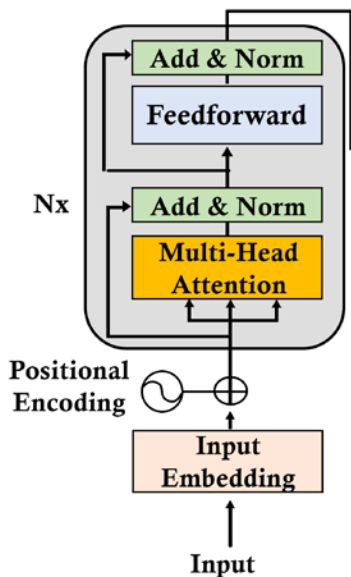 Add & Norm
Feedforward
Nx
Add & Norm
Multi-Head
Attention
Positional
Encoding
Input
Embedding
Input